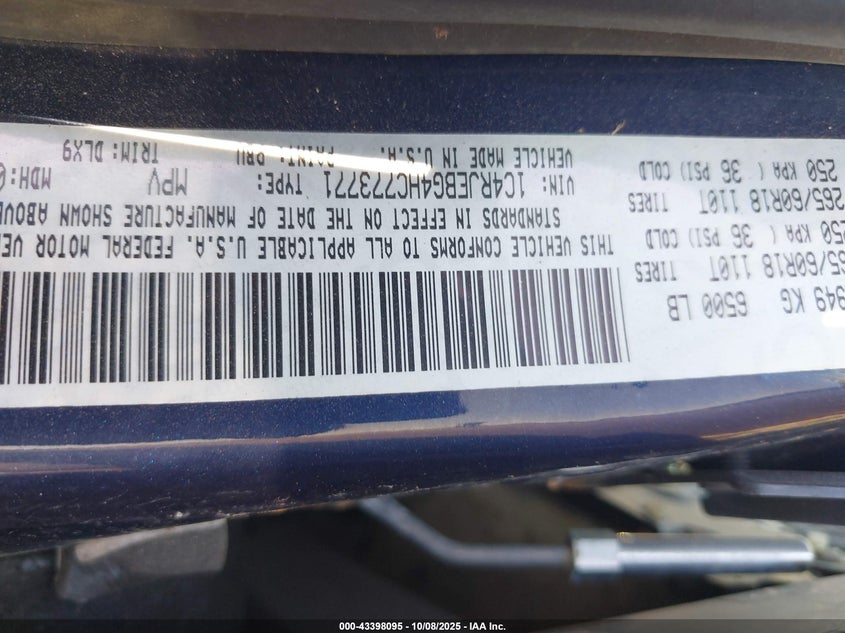 949 KG 6500 LB
65/60R18 110T TIRES
250 KPA ( 36 PSI) COLD
265/60R18 110T TIRES
250 KPA ( 36 PSI) COLD
THIS VEHICLE CONFORMS TO ALL APPLICABLE U.S.A. FEDERAL MOTOR VE
STANDARDS IN EFFECT ON THE DATE OF MANUFACTURE SHOWN ABOVE
VIN: 1C4RJEBG4HC773771 TYPE: MPV MDH:
VEHICLE MADE IN U.S.A. PAINT: PBU TRIM: DLX9
000-43398095 - 10/08/2025 - IAA Inc.